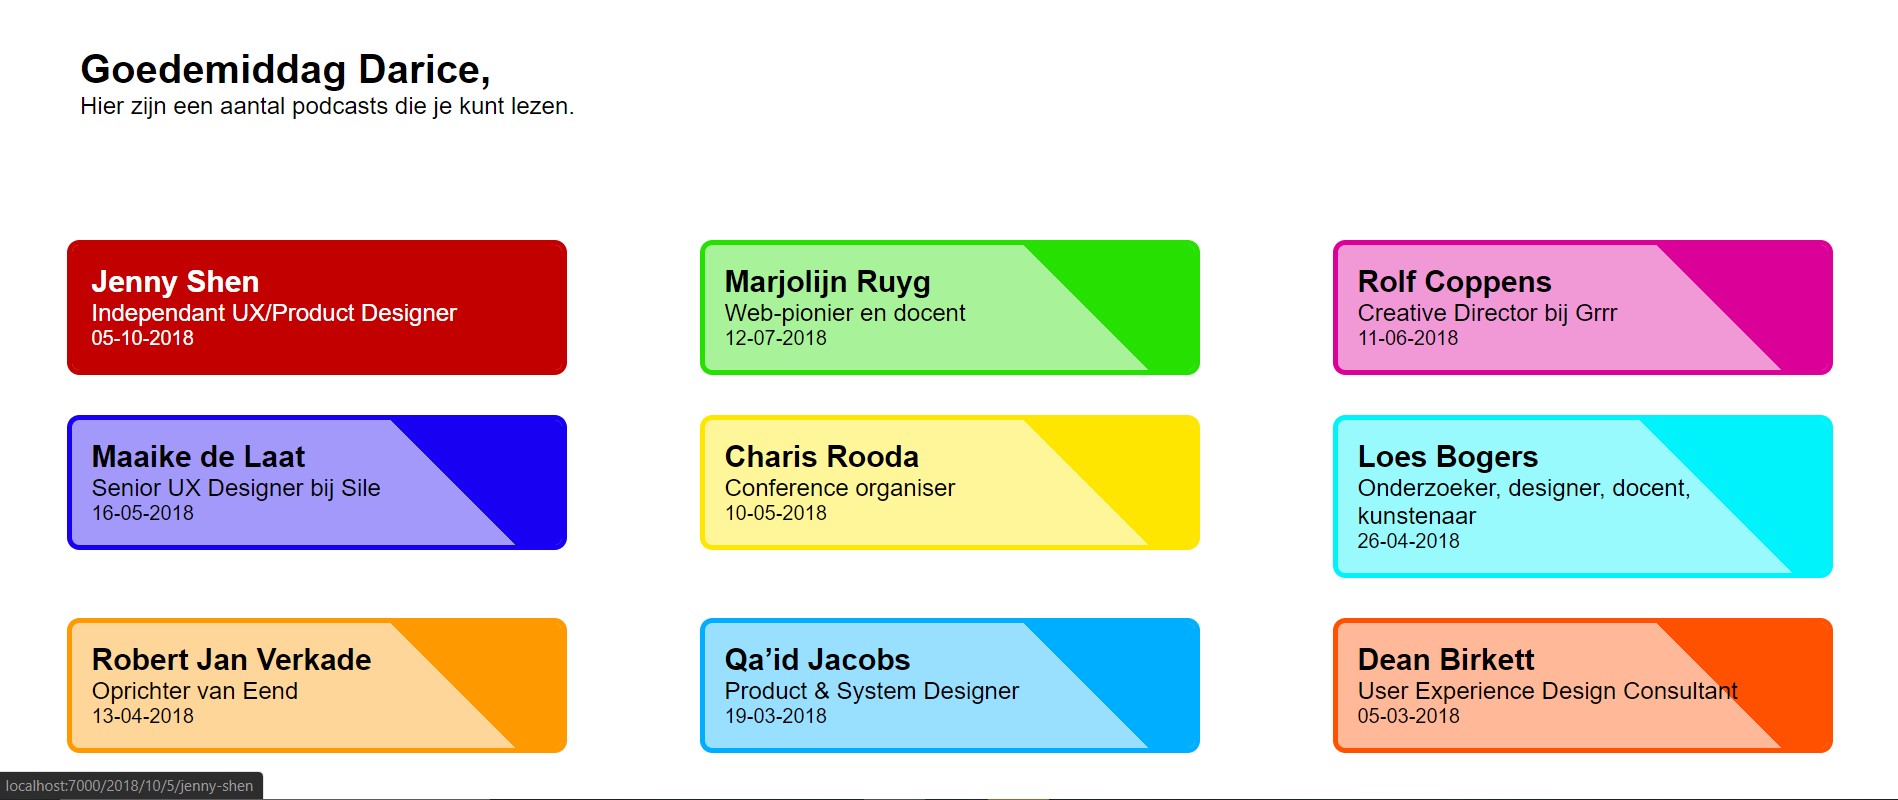 Goedemiddag Darice,
Hier zijn een aantal podcasts die je kunt lezen.
Jenny Shen
Independant UX/Product Designer
05-10-2018
Marjolijn Ruyg
Web-pionier en docent
12-07-2018
Rolf Coppens
Creative Director bij Grrr
11-06-2018
Maaike de Laat
Senior UX Designer bij Sile
16-05-2018
Charis Rooda
Conference organiser
10-05-2018
Loes Bogers
Onderzoeker, designer, docent,
kunstenaar
26-04-2018
Robert Jan Verkade
Oprichter van Eend
13-04-2018
Qa’id Jacobs
Product & System Designer
19-03-2018
Dean Birkett
User Experience Design Consultant
05-03-2018
localhost:7000/2018/10/5/jenny-shen